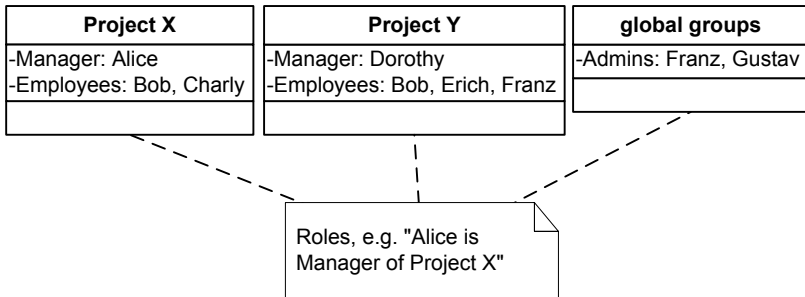 Project X
-Manager: Alice
-Employees: Bob, Charly
Project Y
-Manager: Dorothy
-Employees: Bob, Erich, Franz
global groups
-Admins: Franz, Gustav
Roles, e.g. "Alice is
Manager of Project X"